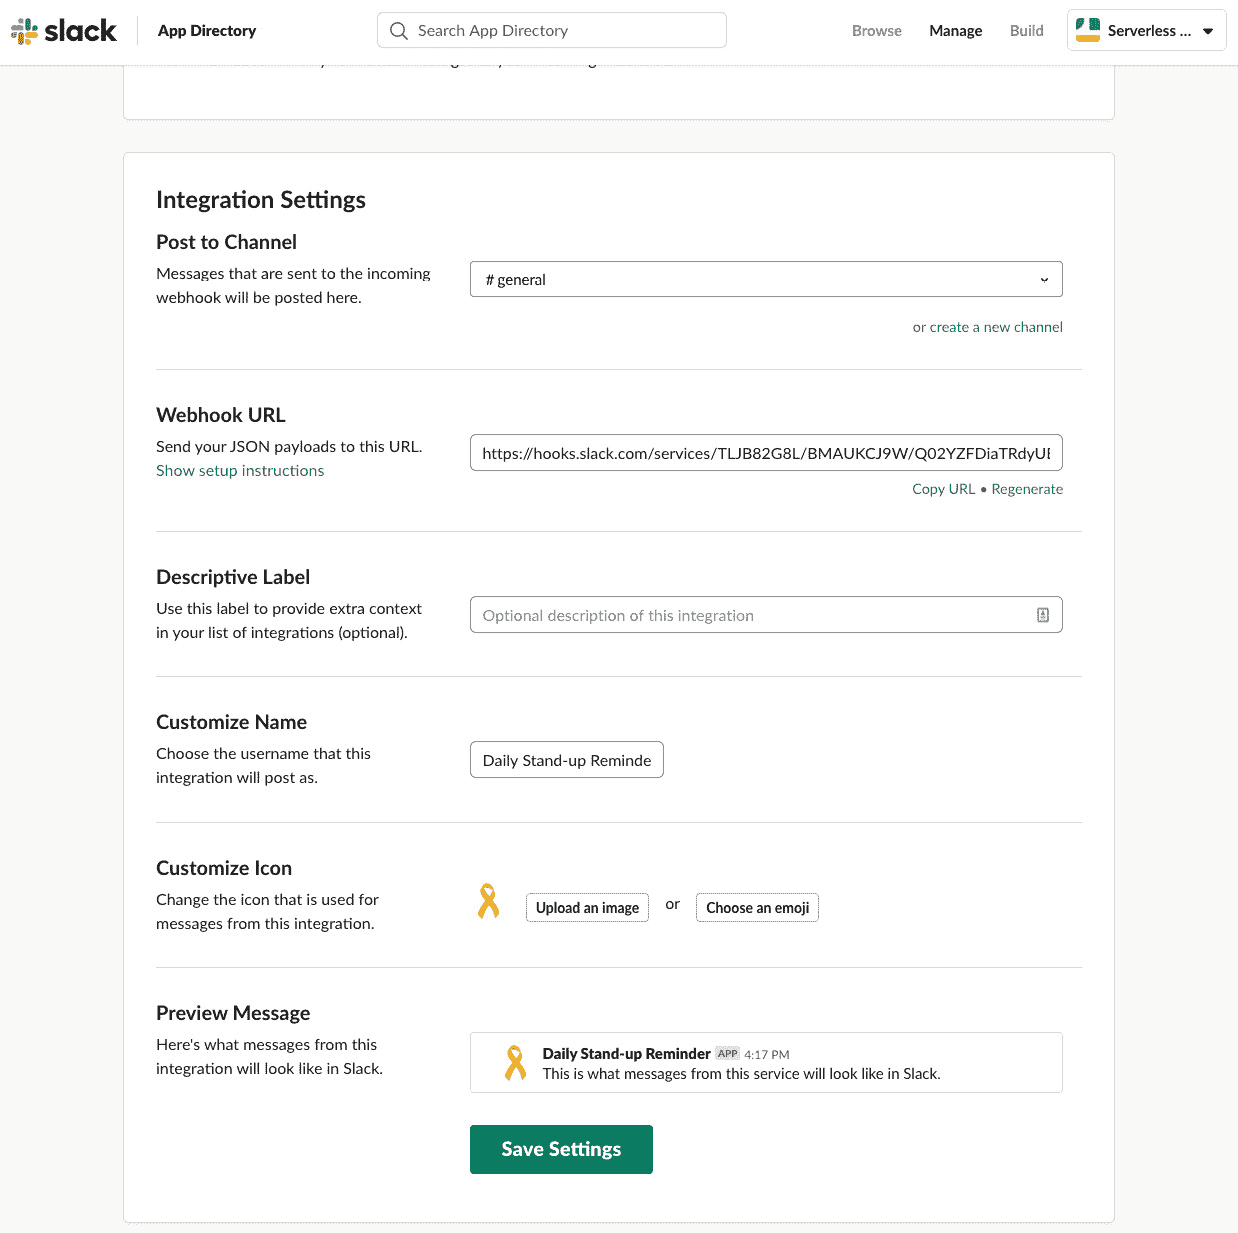 slack
App Directory
Search App Directory
Browse
Manage
Build
Serverless ...
Integration Settings
Post to Channel
Messages that are sent to the incoming
webhook will be posted here.
# general
or create a new channel
Webhook URL
Send your JSON payloads to this URL.
Show setup instructions
https://hooks.slack.com/services/TLJB82G8L/BMAUKCJ9W/Q02YZFDiaTRdyU
Copy URL • Regenerate
Descriptive Label
Use this label to provide extra context
in your list of integrations (optional).
Optional description of this integration
Customize Name
Choose the username that this
integration will post as.
Daily Stand-up Reminde
Customize Icon
Change the icon that is used for
messages from this integration.
Upload an image
or
Choose an emoji
Preview Message
Here's what messages from this
integration will look like in Slack.
Daily Stand-up Reminder APP 4:17 PM
This is what messages from this service will look like in Slack.
Save Settings